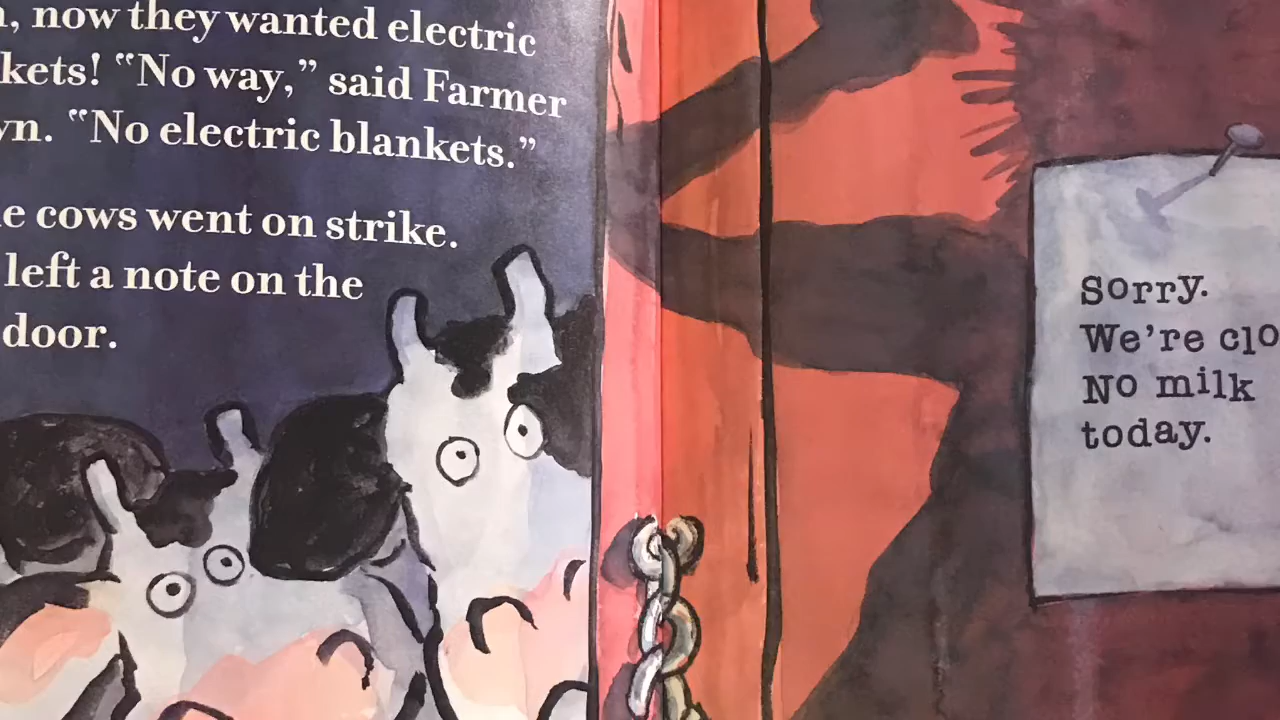 , now they wanted electric
kets! “No way,” said Farmer
yn. “No electric blankets.”
e cows went on strike.
left a note on the
door.
Sorry.
We're clo
No milk
today.